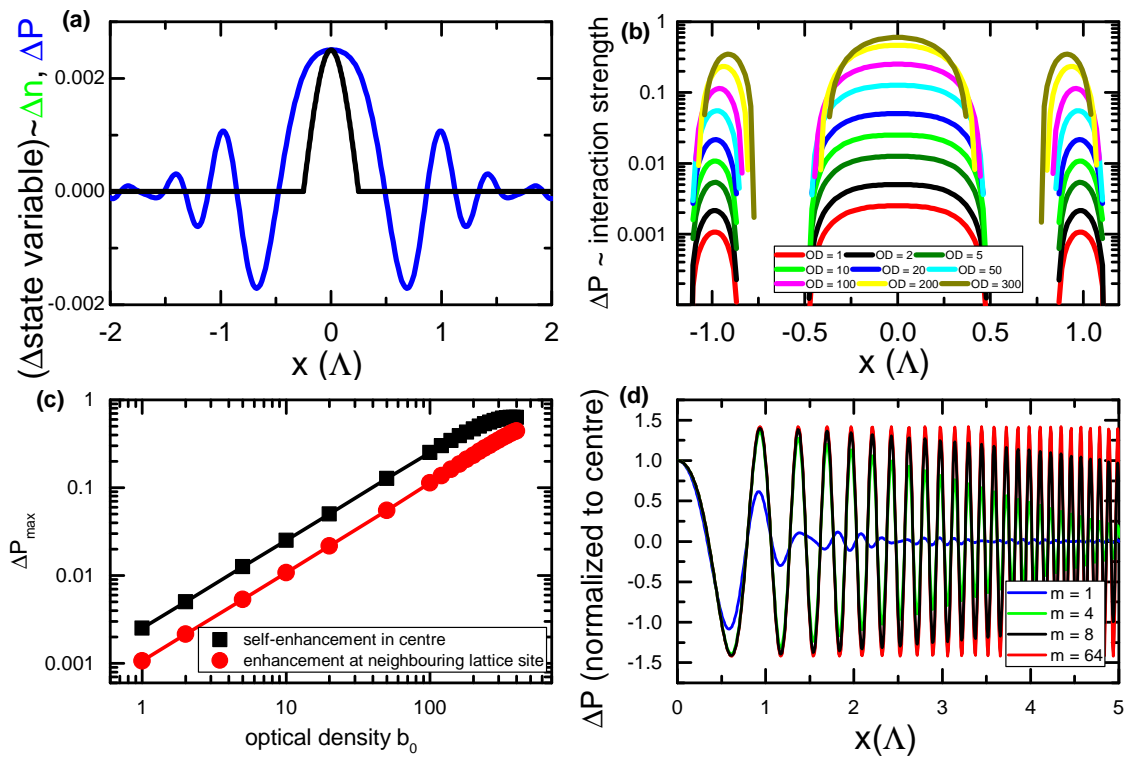 (a)
(Δstate variable)~Δn, ΔP
0.002
0.000
-0.002
-2
-1
0
1
2
x (Λ)
(b)
ΔP ~ interaction strength
1
0.1
0.01
0.001
OD = 1 OD = 2 OD = 5
OD = 10 OD = 20 OD = 50
OD = 100 OD = 200 OD = 300
-1.0
-0.5
0.0
0.5
1.0
x (Λ)
(c)
ΔP_max
1
0.1
0.01
0.001
self-enhancement in centre
enhancement at neighbouring lattice site
1
10
100
optical density b₀
(d)
ΔP (normalized to centre)
1.5
1.0
0.5
0.0
-0.5
-1.0
-1.5
m = 1
m = 4
m = 8
m = 64
0
1
2
3
4
5
x(Λ)